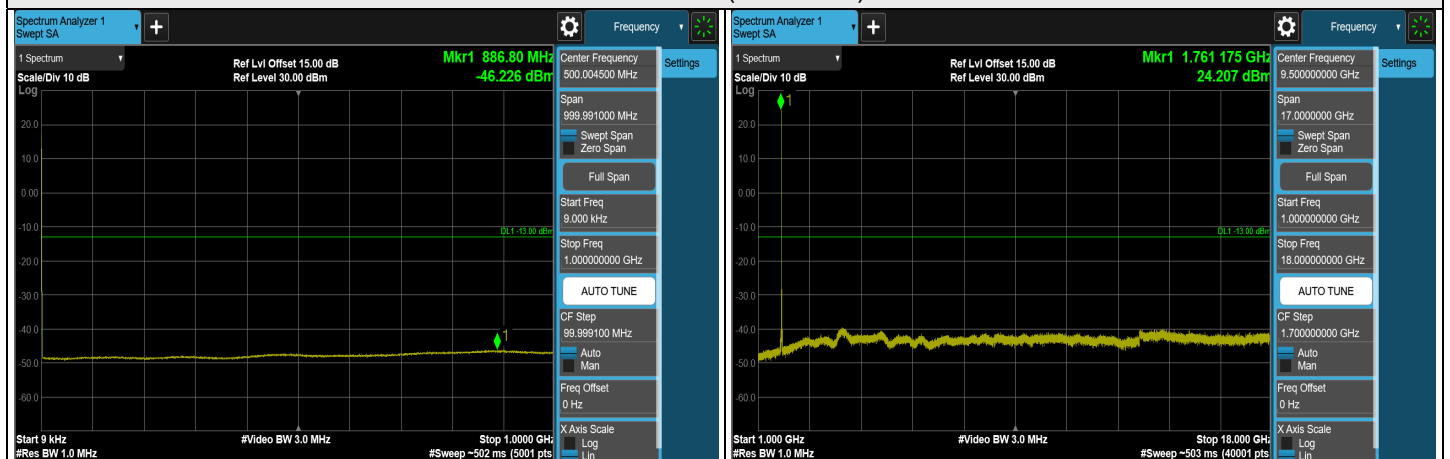 Spectrum Analyzer 1
Swept SA
Frequency
1 Spectrum
Scale/Div 10 dB
Log
Ref Lvl Offset 15.00 dB
Ref Level 30.00 dBm
Mkr1 886.80 MHz
-46.226 dBm
20.0
10.0
0.00
-10.0
-20.0
-30.0
-40.0
-50.0
-60.0
DL1 -13.00 dBm
1
Start 9 kHz
#Res BW 1.0 MHz
#Video BW 3.0 MHz
Stop 1.0000 GHz
#Sweep ~502 ms (5001 pts
Center Frequency
500.004500 MHz
Settings
Span
999.991000 MHz
Swept Span
Zero Span
Full Span
Start Freq
9.000 kHz
Stop Freq
1.000000000 GHz
AUTO TUNE
CF Step
99.999100 MHz
Auto
Man
Freq Offset
0 Hz
X Axis Scale
Log
Lin
Spectrum Analyzer 1
Swept SA
Frequency
1 Spectrum
Scale/Div 10 dB
Log
Ref Lvl Offset 15.00 dB
Ref Level 30.00 dBm
Mkr1 1.761 175 GHz
24.207 dBm
1
20.0
10.0
0.00
-10.0
-20.0
-30.0
-40.0
-50.0
-60.0
DL1 -13.00 dBm
Start 1.000 GHz
#Res BW 1.0 MHz
#Video BW 3.0 MHz
Stop 18.000 GHz
#Sweep ~503 ms (40001 pts
Center Frequency
9.500000000 GHz
Settings
Span
17.0000000 GHz
Swept Span
Zero Span
Full Span
Start Freq
1.000000000 GHz
Stop Freq
18.000000000 GHz
AUTO TUNE
CF Step
1.700000000 GHz
Auto
Man
Freq Offset
0 Hz
X Axis Scale
Log
Lin